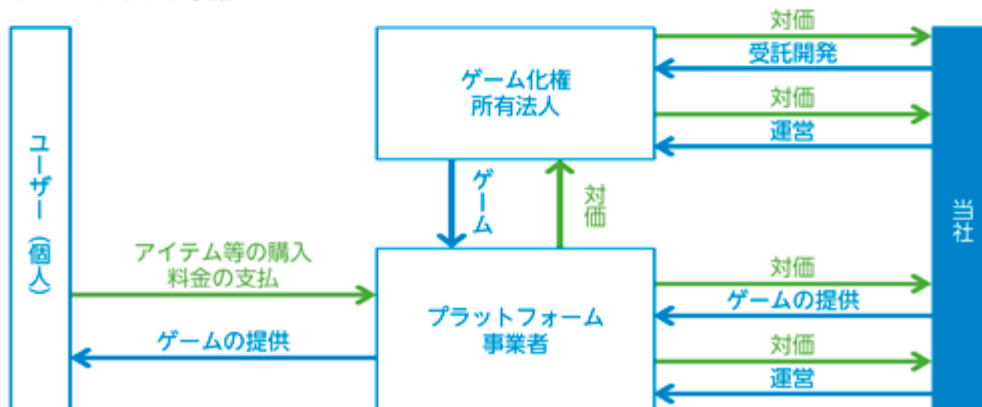 対価
受託開発
ゲーム化権
所有法人
対価
運営
ユーザー（個人）
ゲーム
対価
当社
アイテム等の購入
料金の支払
対価
ゲームの提供
プラットフォーム
事業者
ゲームの提供
対価
運営